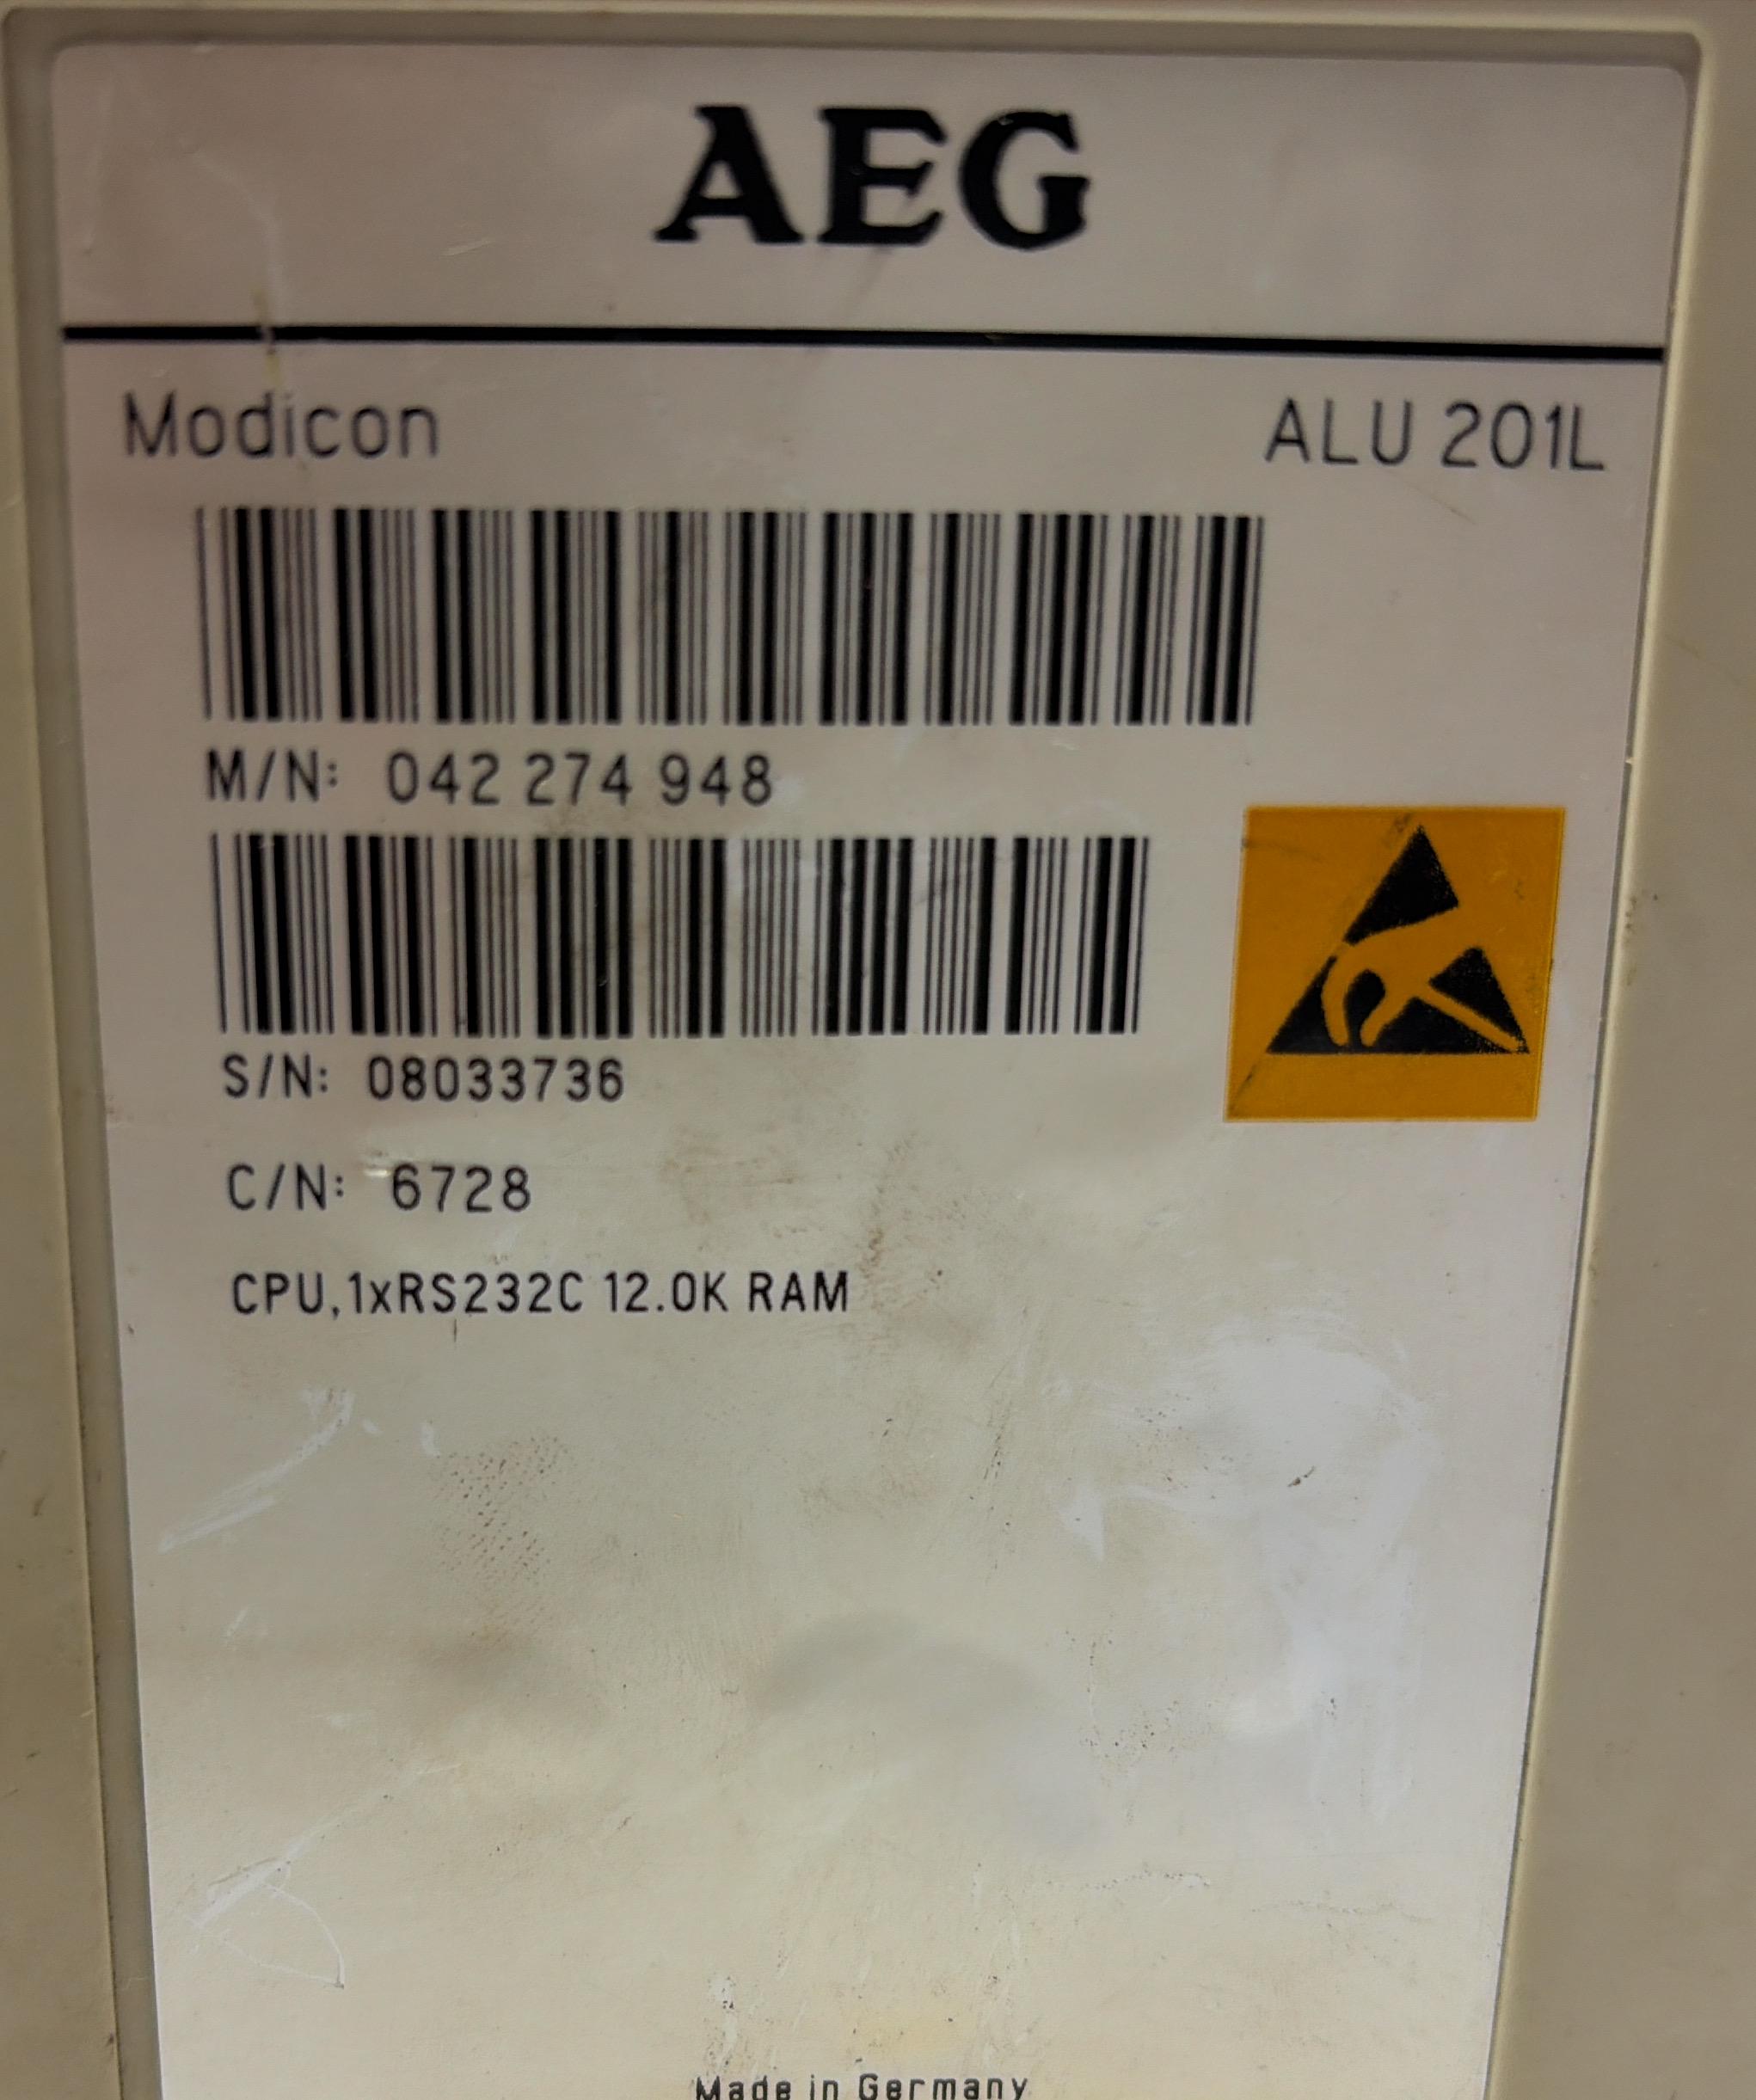 AEG
Modicon ALU 201L
M/N: 042 274 948
S/N: 08033736
C/N: 6728
CPU,1xRS232C 12.0K RAM
Made in Germany